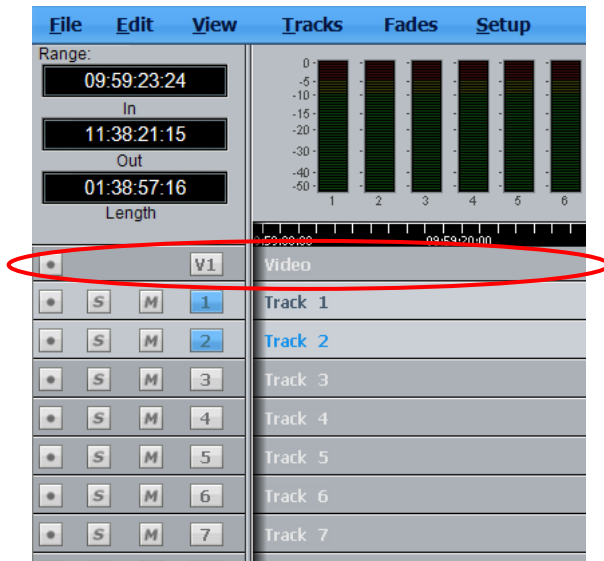 File Edit View Tracks Fades Setup
Range:
09:59:23:24
In
11:38:21:15
Out
01:38:57:16
Length
0
-5
-10
-15
-20
-30
-40
-50
1 2 3 4 5 6
09:59:20:00
V1 Video
S M 1 Track 1
S M 2 Track 2
S M 3 Track 3
S M 4 Track 4
S M 5 Track 5
S M 6 Track 6
S M 7 Track 7